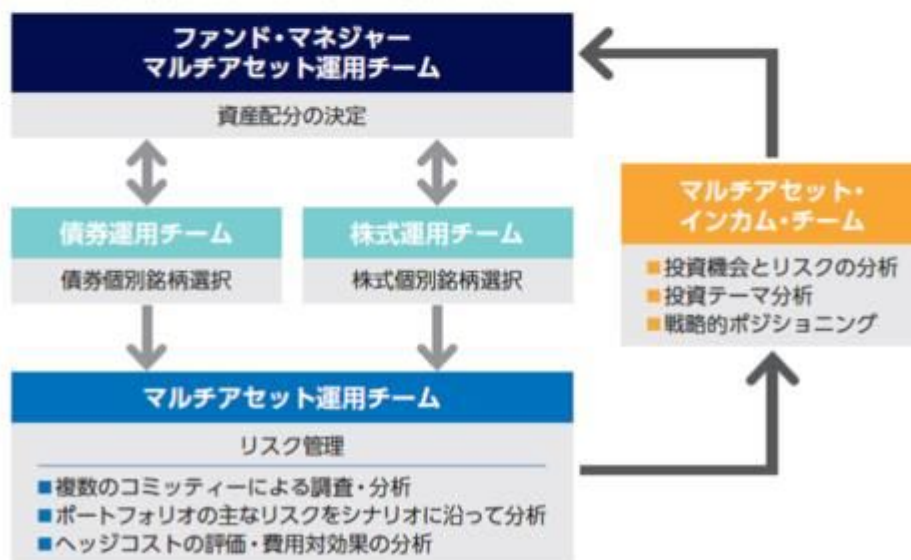 ファンド・マネジャー
マルチアセット運用チーム
資産配分の決定
債券運用チーム
債券個別銘柄選択
株式運用チーム
株式個別銘柄選択
マルチアセット・
インカム・チーム
■投資機会とリスクの分析
■投資テーマ分析
■戦略的ポジショニング
マルチアセット運用チーム
リスク管理
■複数のコミッティーによる調査・分析
■ポートフォリオの主なリスクをシナリオに沿って分析
■ヘッジコストの評価・費用対効果の分析